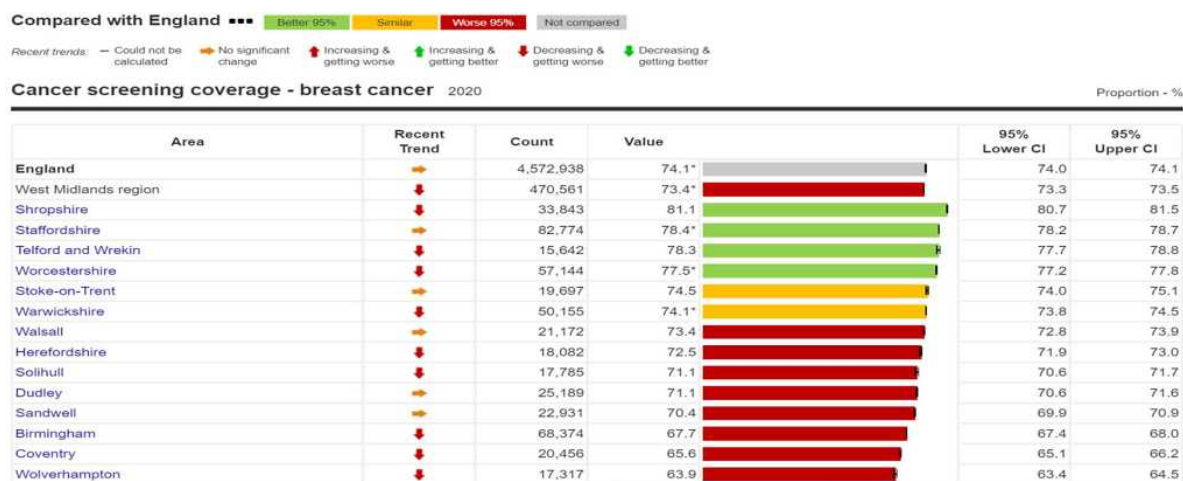 Compared with England Better 95% Similar Worse 95% Not compared
Recent trends: – Could not be calculated No significant change Increasing & getting worse Increasing & getting better Decreasing & getting worse Decreasing & getting better
Cancer screening coverage - breast cancer 2020 Proportion - %
Area Recent Trend Count Value 95% Lower CI 95% Upper CI
England 4,572,938 74.1* 74.0 74.1
West Midlands region 470,561 73.4* 73.3 73.5
Shropshire 33,843 81.1 80.7 81.5
Staffordshire 82,774 78.4* 78.2 78.7
Telford and Wrekin 15,642 78.3 77.7 78.8
Worcestershire 57,144 77.5* 77.2 77.8
Stoke-on-Trent 19,697 74.5 74.0 75.1
Warwickshire 50,155 74.1* 73.8 74.5
Walsall 21,172 73.4 72.8 73.9
Herefordshire 18,082 72.5 71.9 73.0
Solihull 17,785 71.1 70.6 71.7
Dudley 25,189 71.1 70.6 71.6
Sandwell 22,931 70.4 69.9 70.9
Birmingham 68,374 67.7 67.4 68.0
Coventry 20,456 65.6 65.1 66.2
Wolverhampton 17,317 63.9 63.4 64.5